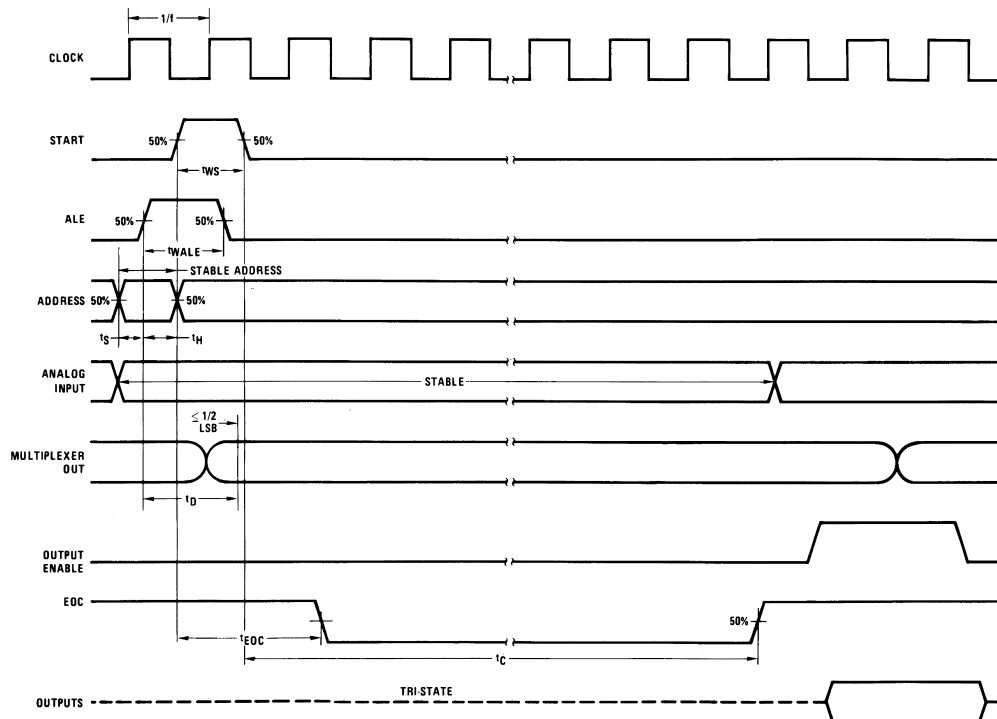 1/f
CLOCK
START
50%
50%
tWS
ALE
50%
50%
tWALE
STABLE ADDRESS
ADDRESS
50%
50%
tS
tH
ANALOG
INPUT
STABLE
≤ 1/2
LSB
MULTIPLEXER
OUT
tD
OUTPUT
ENABLE
EOC
50%
tEOC
tC
TRI-STATE
OUTPUTS